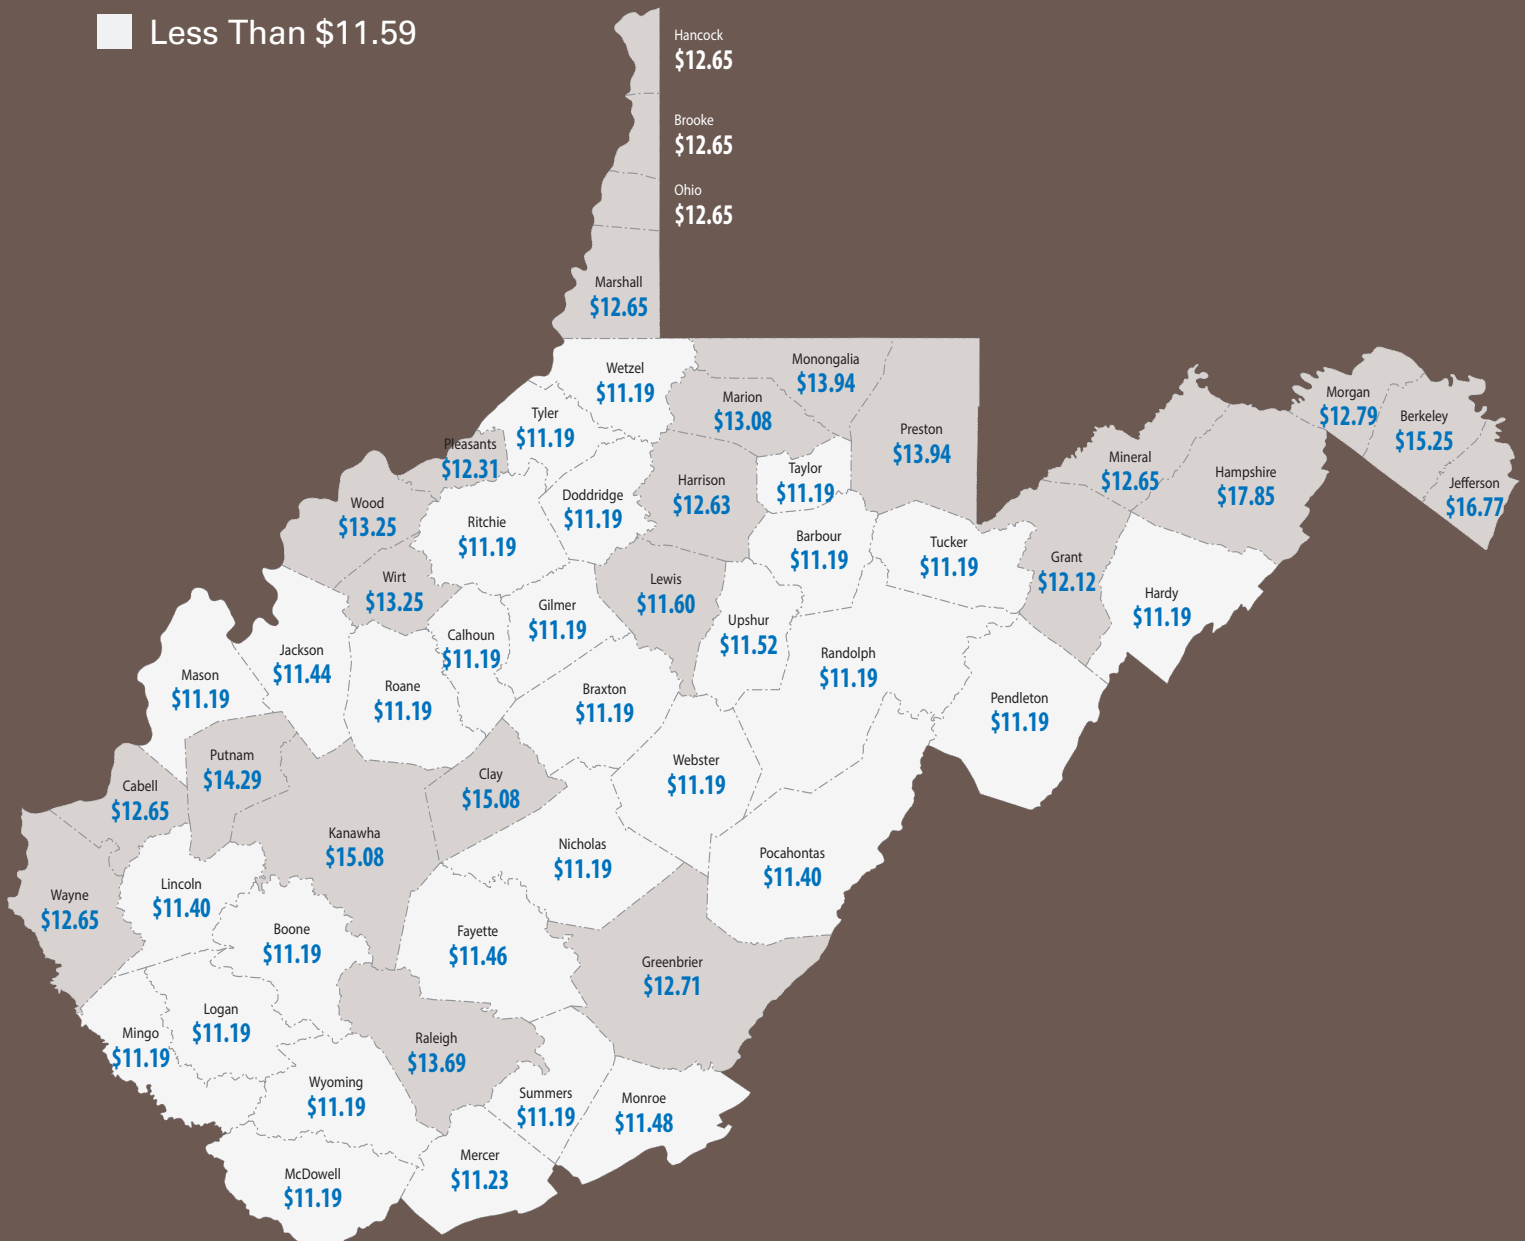 Less Than $11.59
Hancock
$12.65
Brooke
$12.65
Ohio
$12.65
Marshall
$12.65
Wetzel
$11.19
Monongalia
$13.94
Marion
$13.08
Tyler
$11.19
Preston
$13.94
Pleasants
$12.31
Morgan
$12.79
Berkeley
$15.25
Mineral
$12.65
Hampshire
$17.85
Jefferson
$16.77
Taylor
$11.19
Harrison
$12.63
Doddridge
$11.19
Wood
$13.25
Ritchie
$11.19
Barbour
$11.19
Tucker
$11.19
Grant
$12.12
Hardy
$11.19
Wirt
$13.25
Lewis
$11.60
Gilmer
$11.19
Upshur
$11.52
Calhoun
$11.19
Jackson
$11.44
Randolph
$11.19
Mason
$11.19
Roane
$11.19
Braxton
$11.19
Pendleton
$11.19
Putnam
$14.29
Webster
$11.19
Clay
$15.08
Cabell
$12.65
Kanawha
$15.08
Nicholas
$11.19
Pocahontas
$11.40
Lincoln
$11.40
Wayne
$12.65
Boone
$11.19
Fayette
$11.46
Greenbrier
$12.71
Logan
$11.19
Mingo
$11.19
Raleigh
$13.69
Wyoming
$11.19
Summers
$11.19
Monroe
$11.48
Mercer
$11.23
McDowell
$11.19